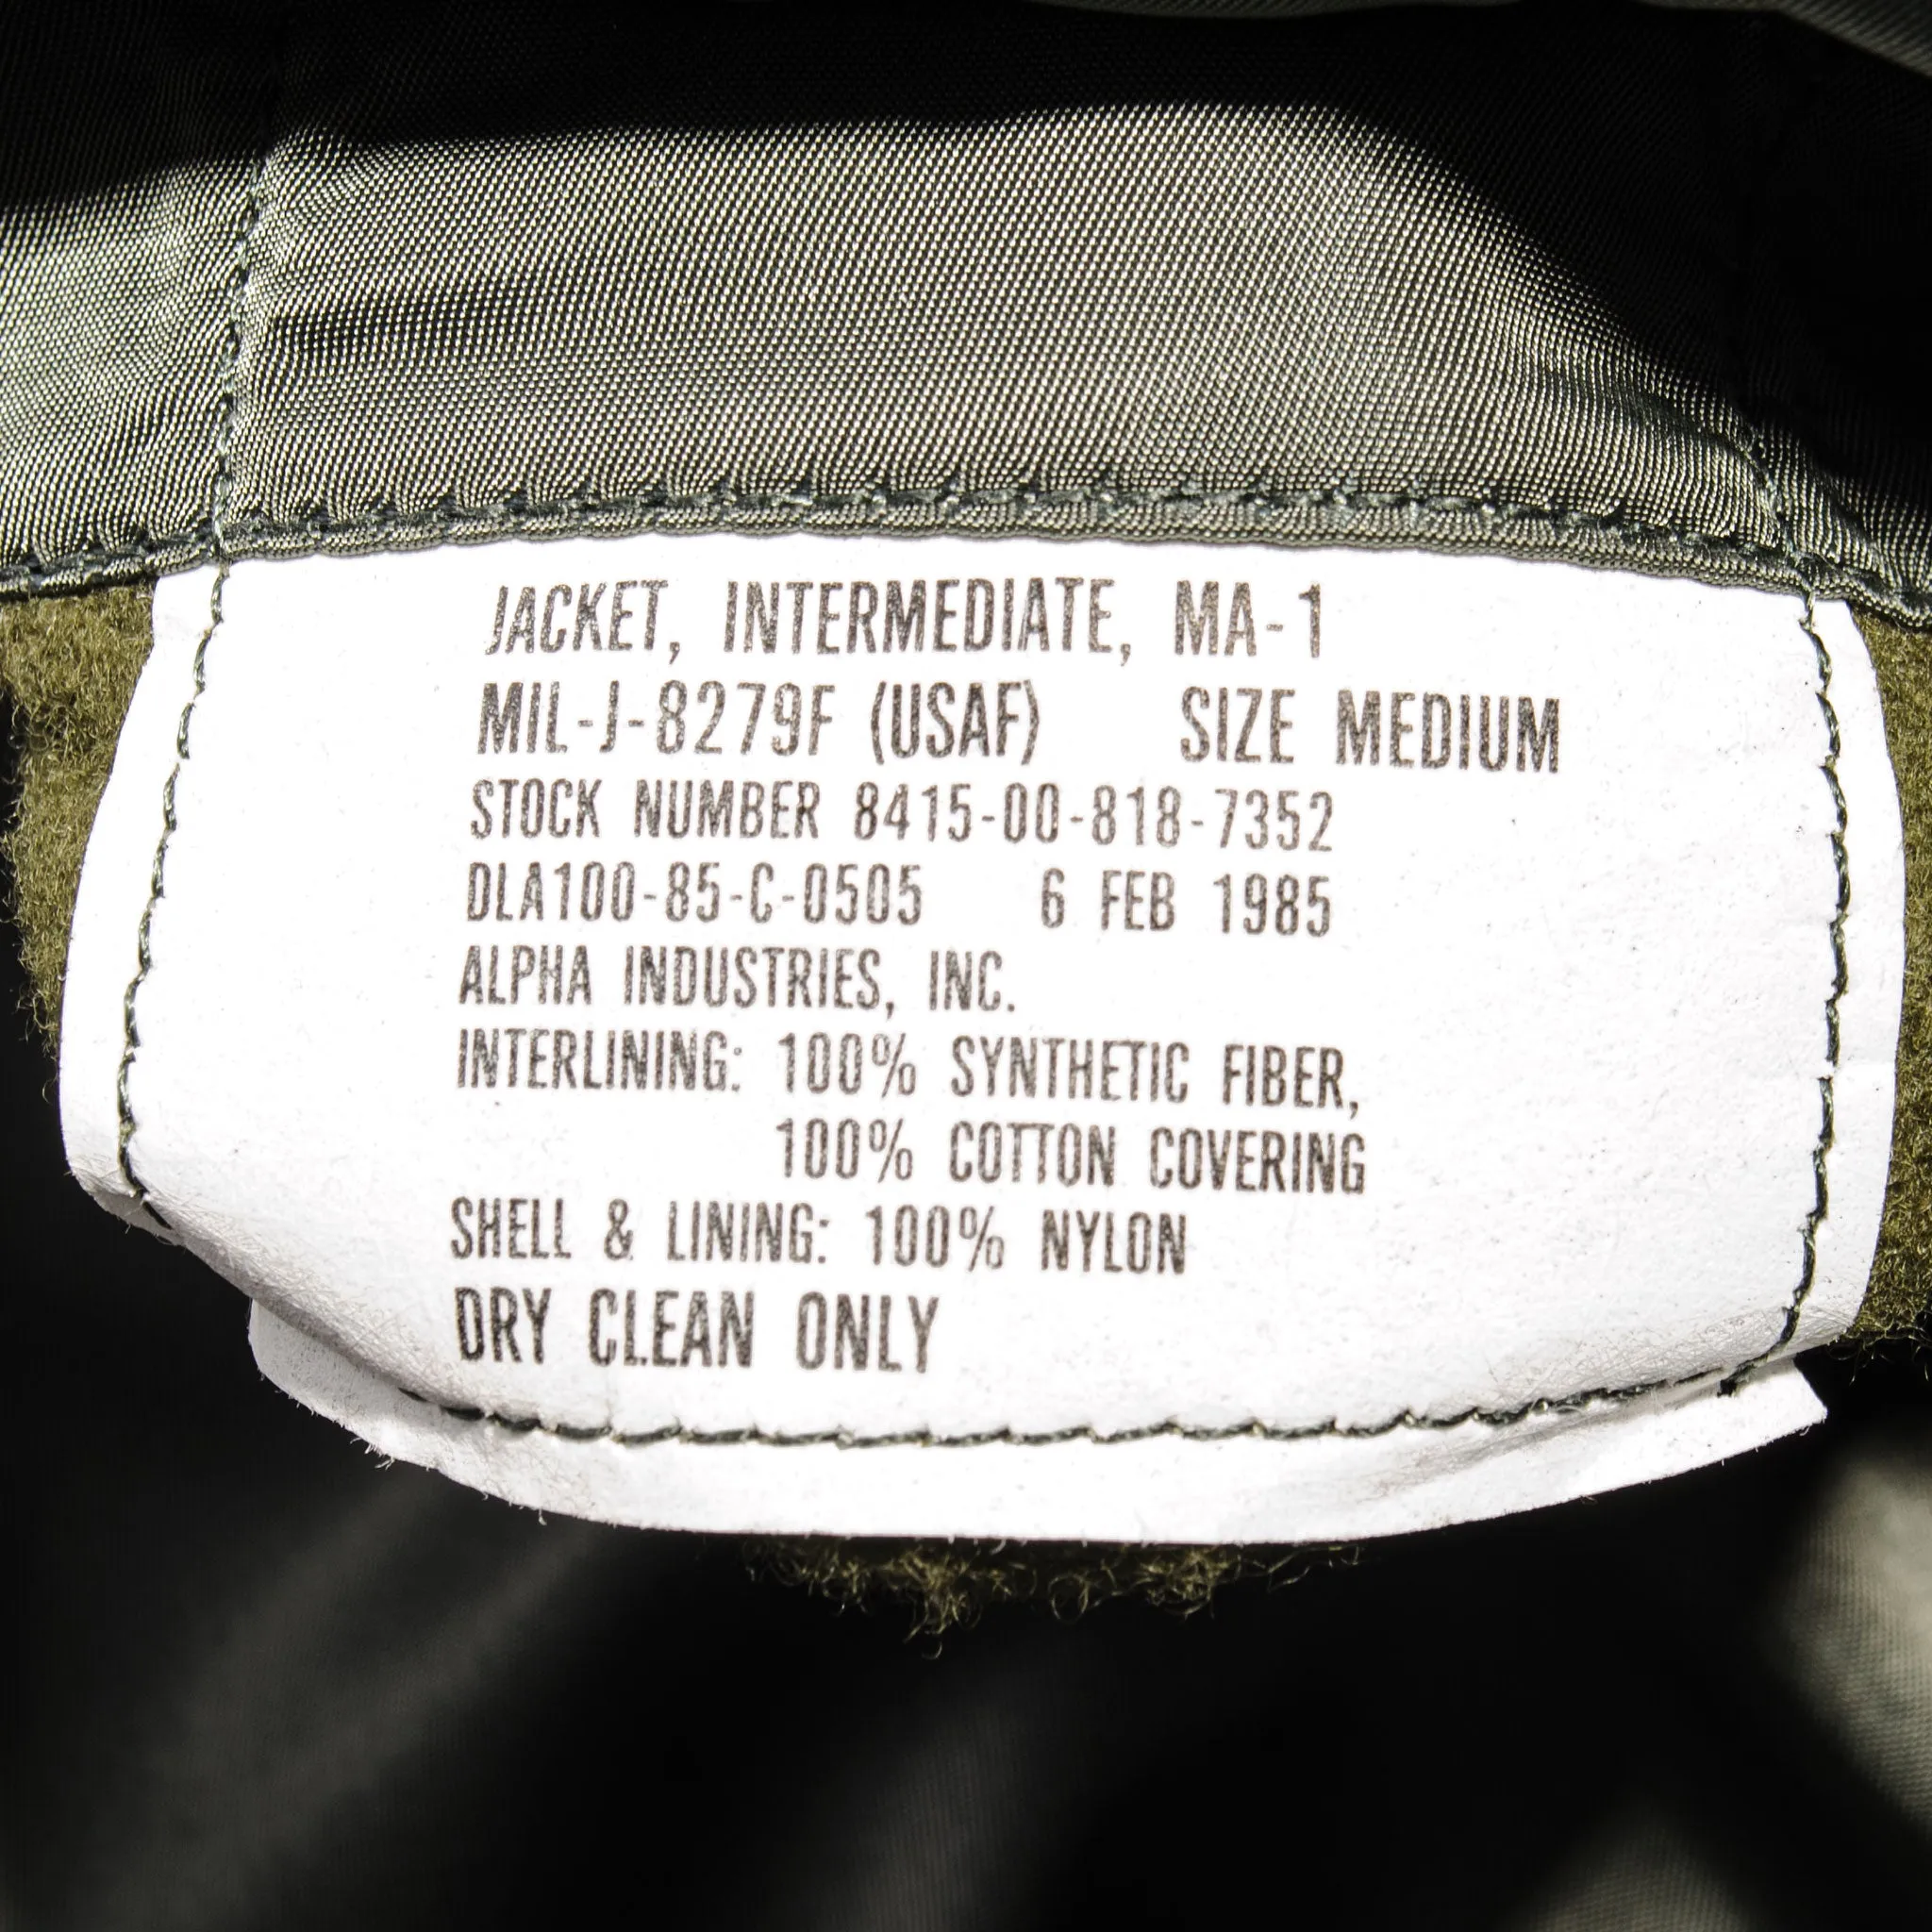 JACKET, INTERMEDIATE, MA-1
MIL-J-8279F (USAF) SIZE MEDIUM
STOCK NUMBER 8415-00-818-7352
DLA100-85-C-0505 6 FEB 1985
ALPHA INDUSTRIES, INC.
INTERLINING: 100% SYNTHETIC FIBER,
100% COTTON COVERING
SHELL & LINING: 100% NYLON
DRY CLEAN ONLY